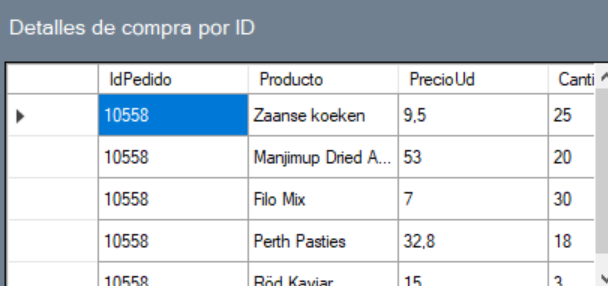 Detalles de compra por ID
IdPedido Producto PrecioUd Canti
10558 Zaanse koeken 9,5 25
10558 Manjimup Dried A... 53 20
10558 Filo Mix 7 30
10558 Perth Pasties 32,8 18
10558 Röd Kaviar 15 3